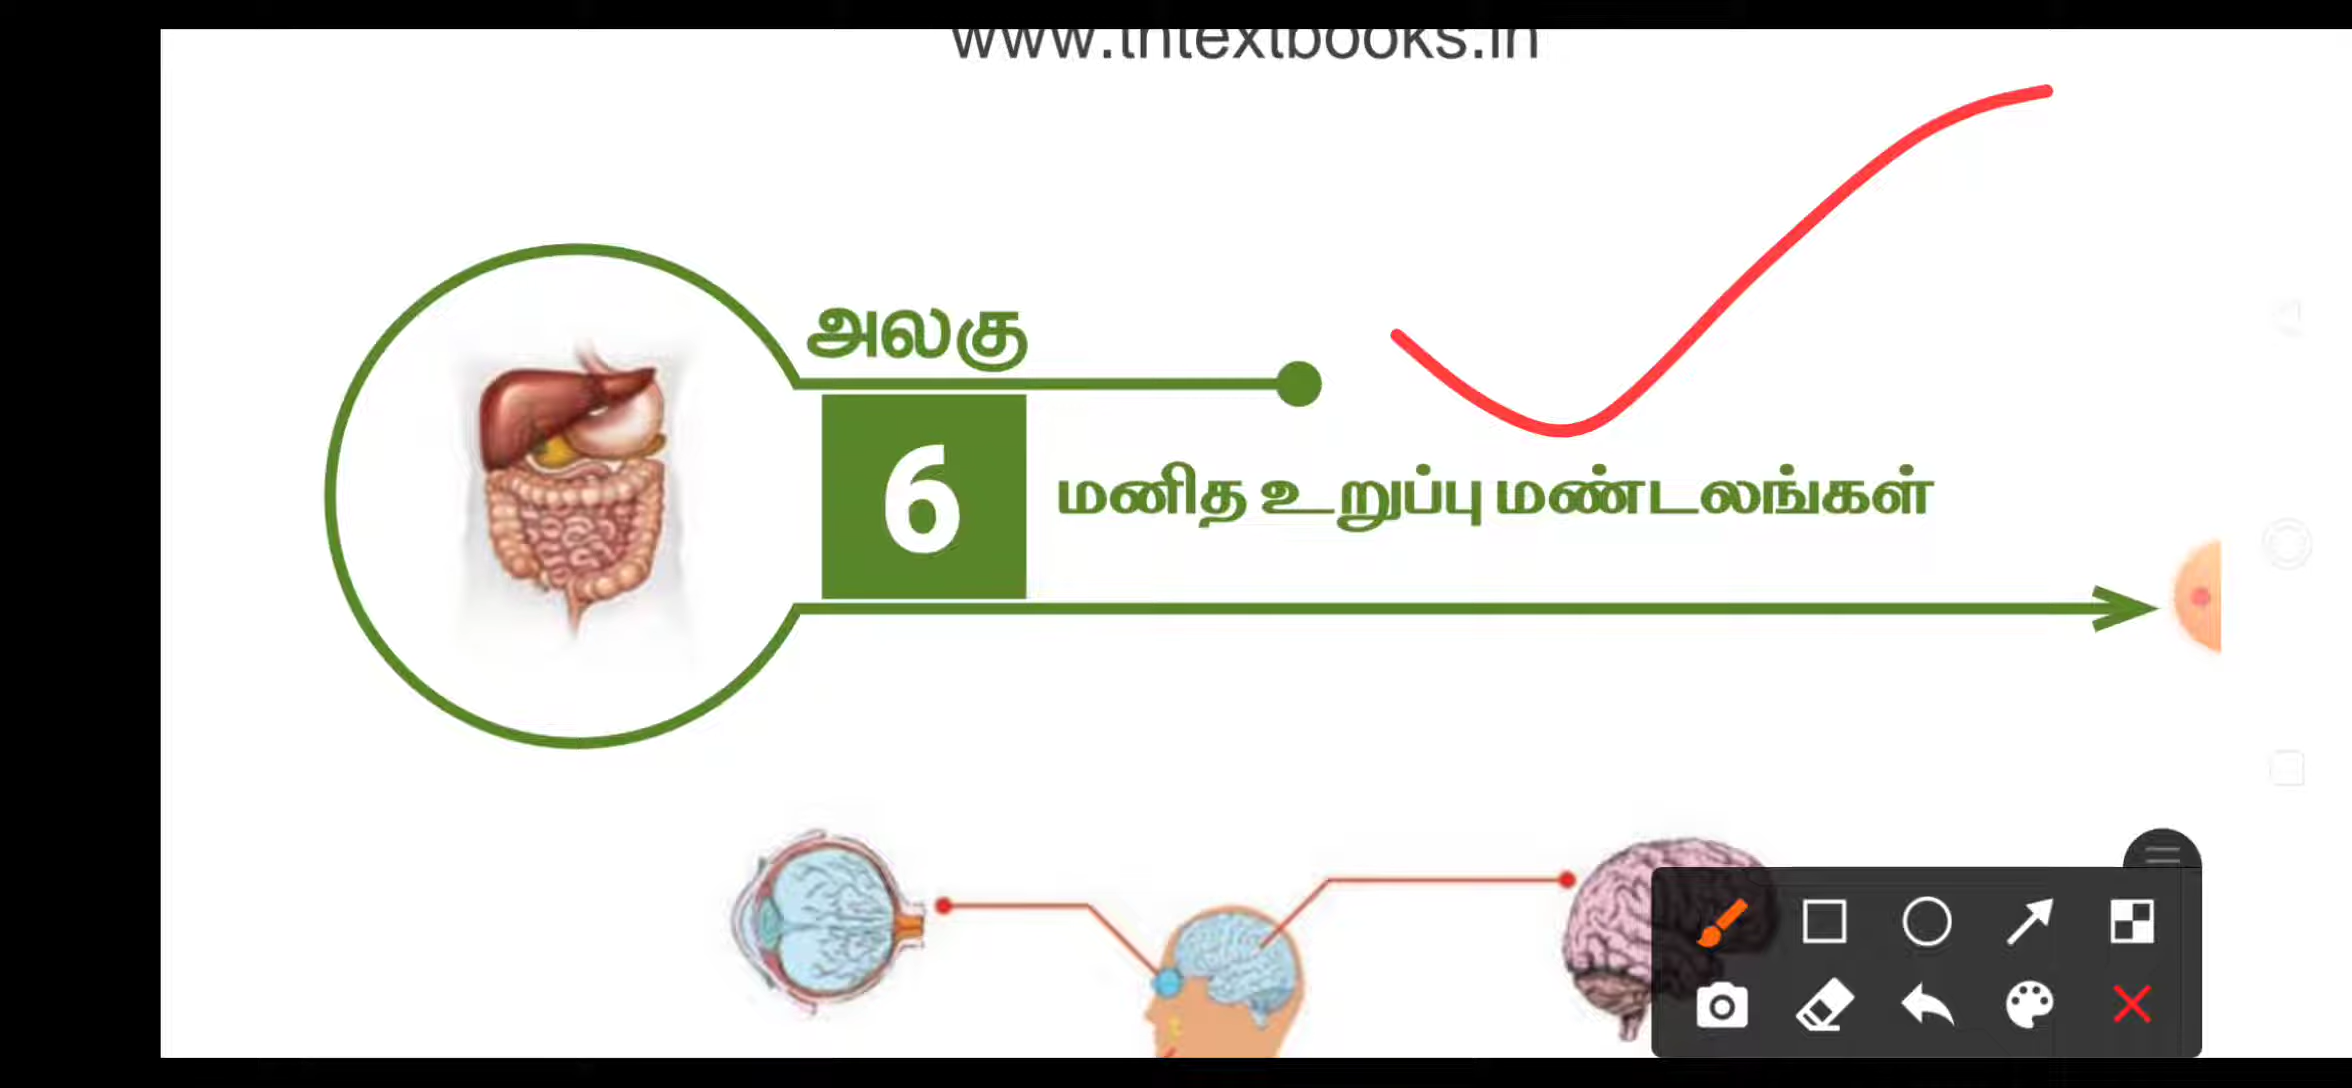 www.tntextbooks.in
அலகு
6
மனித உறுப்பு மண்டலங்கள்